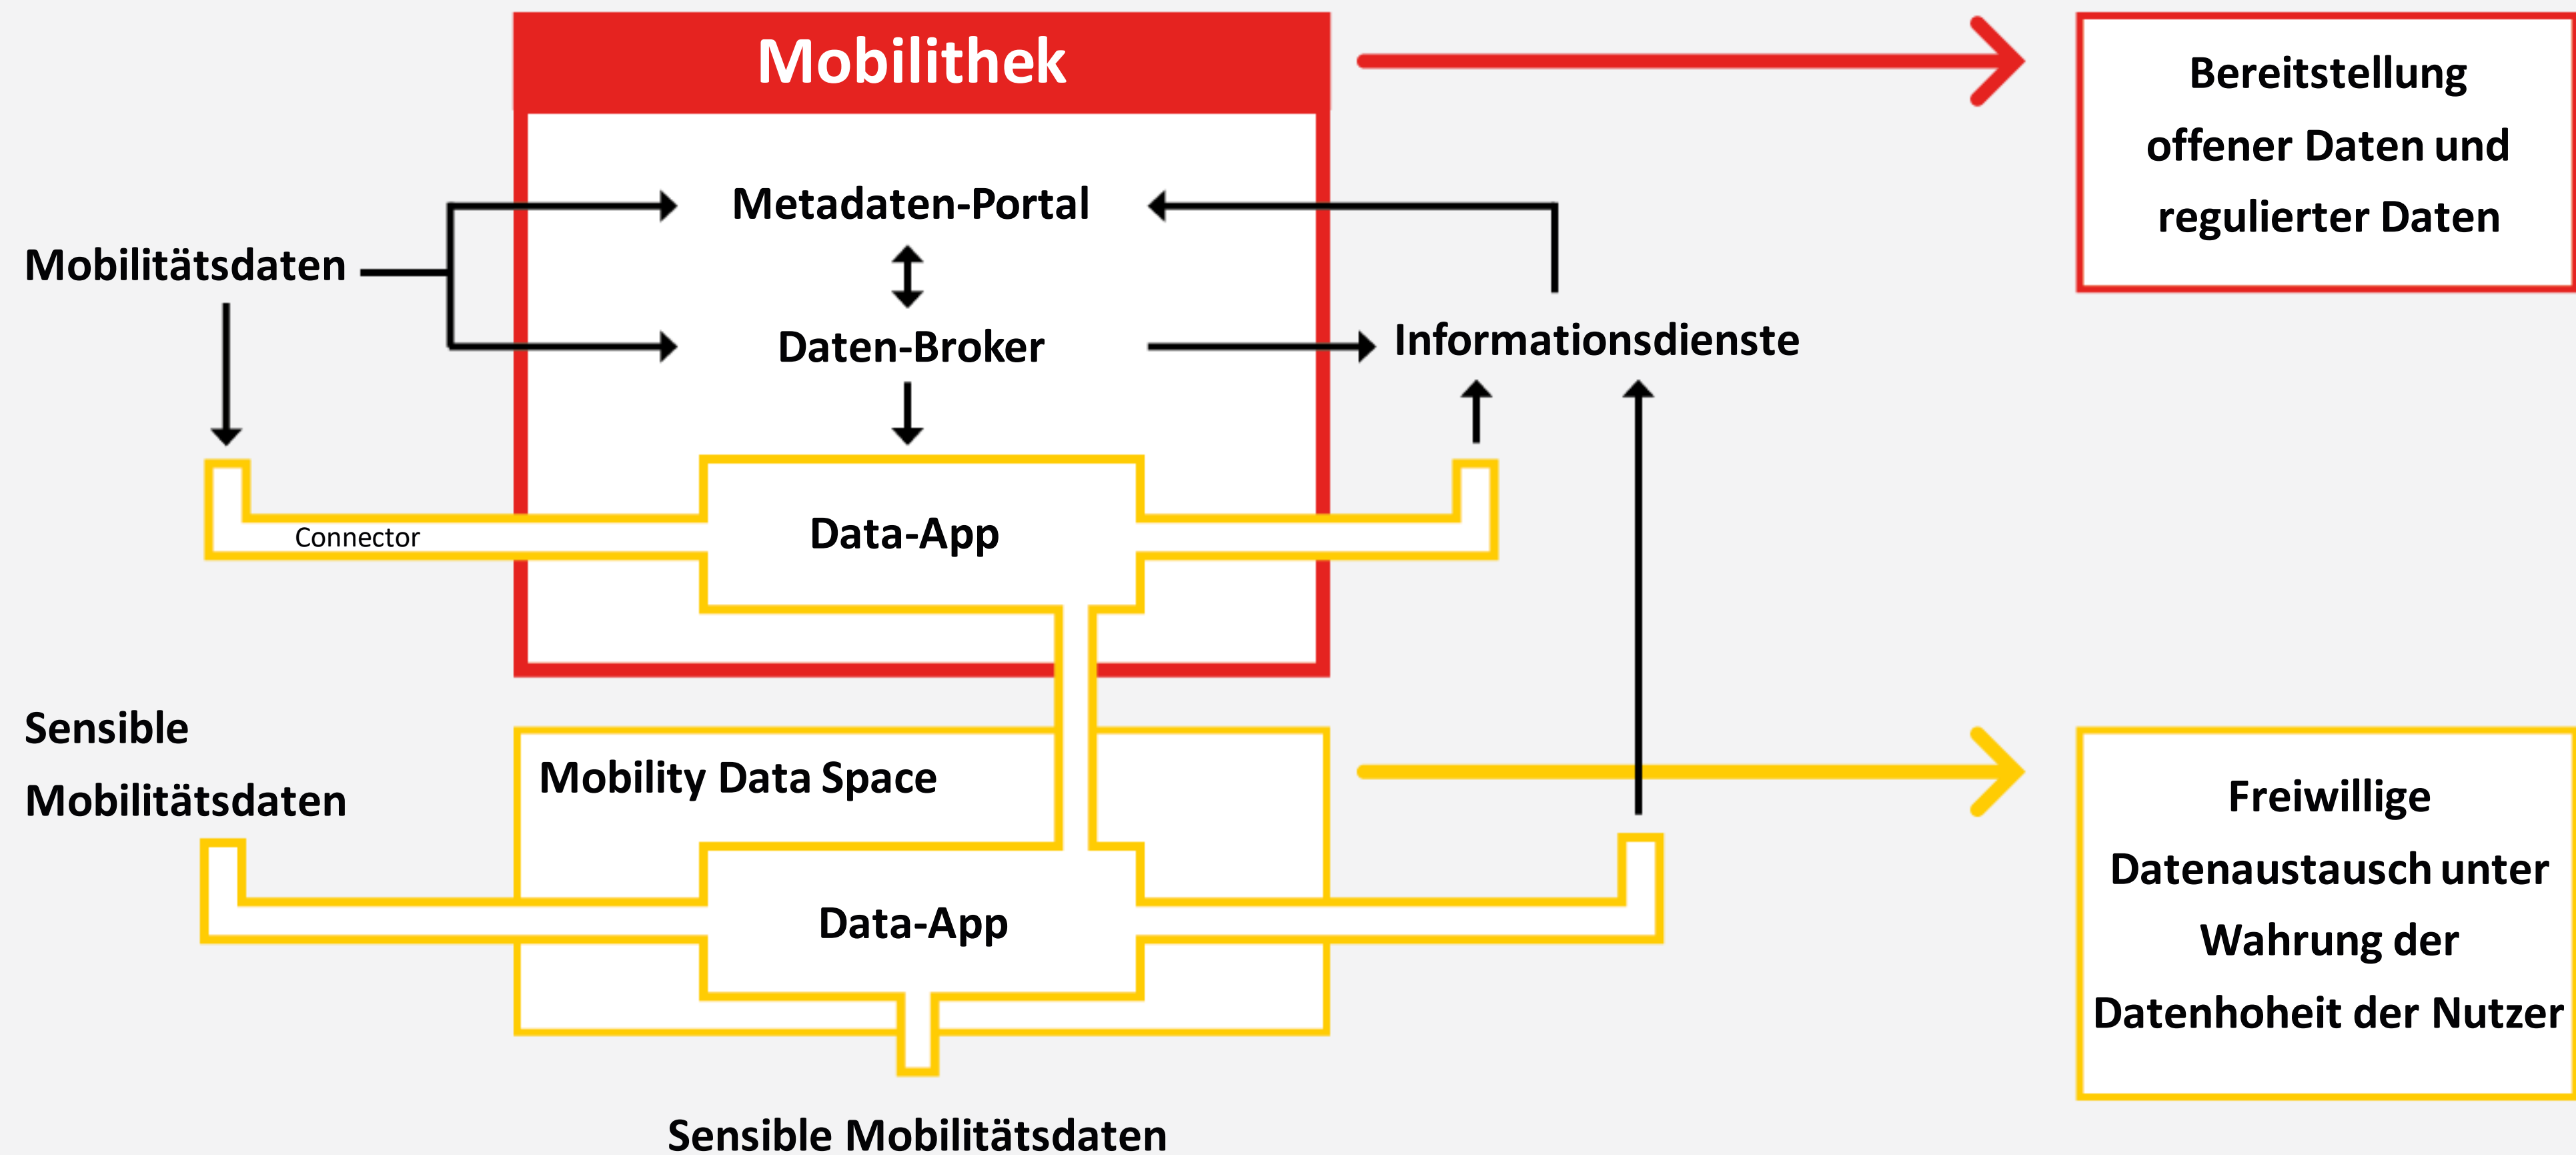 Mobilithek
Bereitstellung
offener Daten und
regulierter Daten
Metadaten-Portal
Mobilitätsdaten
Daten-Broker
Informationsdienste
Data-App
Connector
Sensible
Mobilitätsdaten
Mobility Data Space
Freiwillige
Datenaustausch unter
Wahrung der
Datenhoheit der Nutzer
Data-App
Sensible Mobilitätsdaten